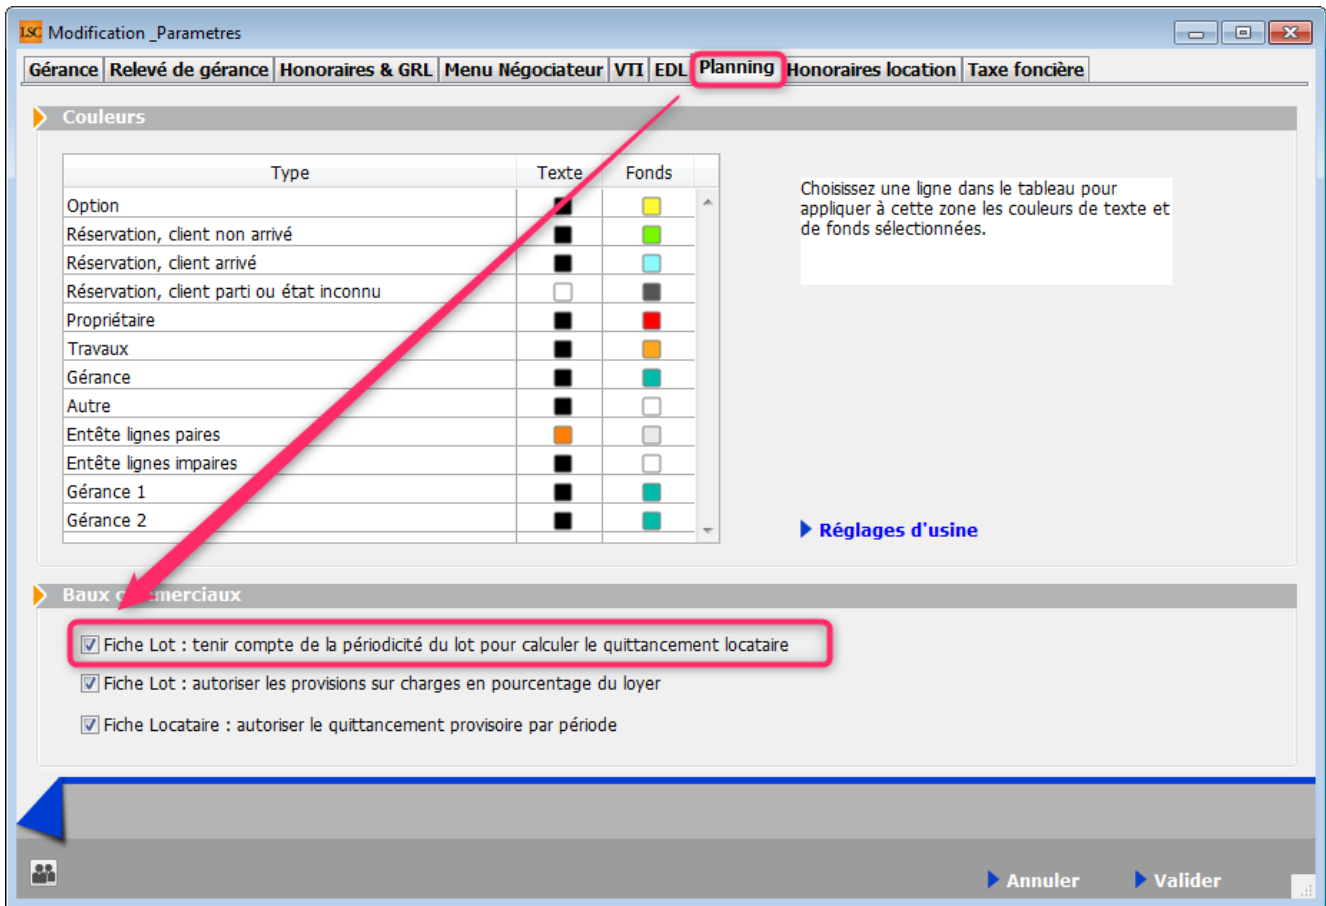 LSC Modification _Parametres
Gérance Relevé de gérance Honoraires & GRL Menu Négociateur VTI EDL Planning Honoraires location Taxe foncière
Couleurs
Type Texte Fonds
Option
Réservation, client non arrivé
Réservation, client arrivé
Réservation, client parti ou état inconnu
Propriétaire
Travaux
Gérance
Autre
Entête lignes paires
Entête lignes impaires
Gérance 1
Gérance 2
Choisissez une ligne dans le tableau pour
appliquer à cette zone les couleurs de texte et
de fonds sélectionnées.
Réglages d'usine
Baux commerciaux
Fiche Lot : tenir compte de la périodicité du lot pour calculer le quittancement locataire
Fiche Lot : autoriser les provisions sur charges en pourcentage du loyer
Fiche Locataire : autoriser le quittancement provisoire par période
Annuler Valider